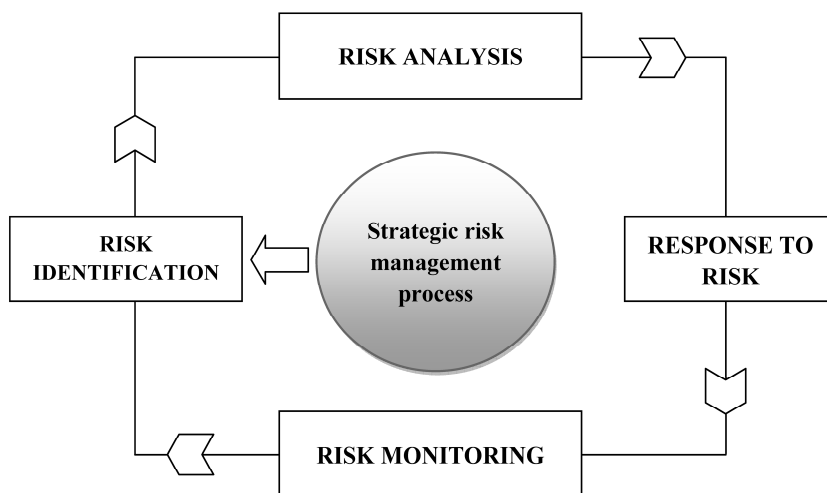 RISK ANALYSIS
RISK
IDENTIFICATION
Strategic risk
management
process
RESPONSE TO
RISK
RISK MONITORING